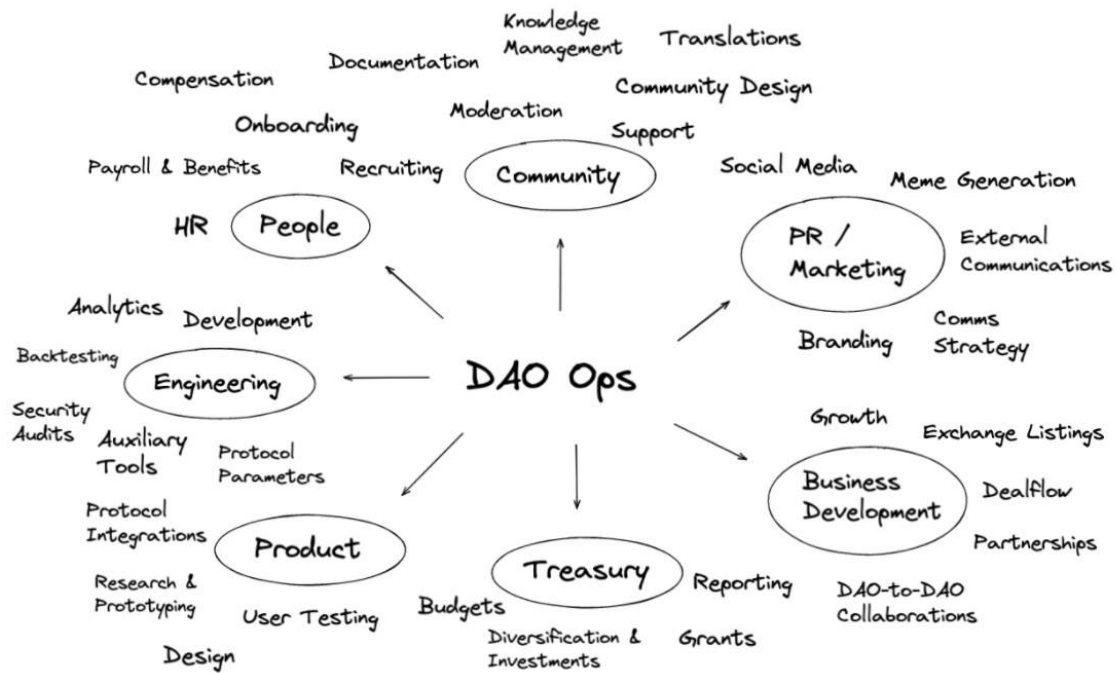 Knowledge
Management
Translations
Documentation
Compensation
Community Design
Moderation
Onboarding
Support
Payroll & Benefits
Recruiting
Community
Social Media
Meme Generation
HR
People
PR /
Marketing
External
Communications
Analytics
Development
Branding
Comms
Strategy
Backtesting
Engineering
DAO Ops
Security
Audits
Auxiliary
Tools
Protocol
Parameters
Growth
Exchange Listings
Business
Development
Dealflow
Partnerships
DAO-to-DAO
Collaborations
Protocol
Integrations
Product
Research &
Prototyping
User Testing
Design
Treasury
Reporting
Budgets
Diversification &
Investments
Grants